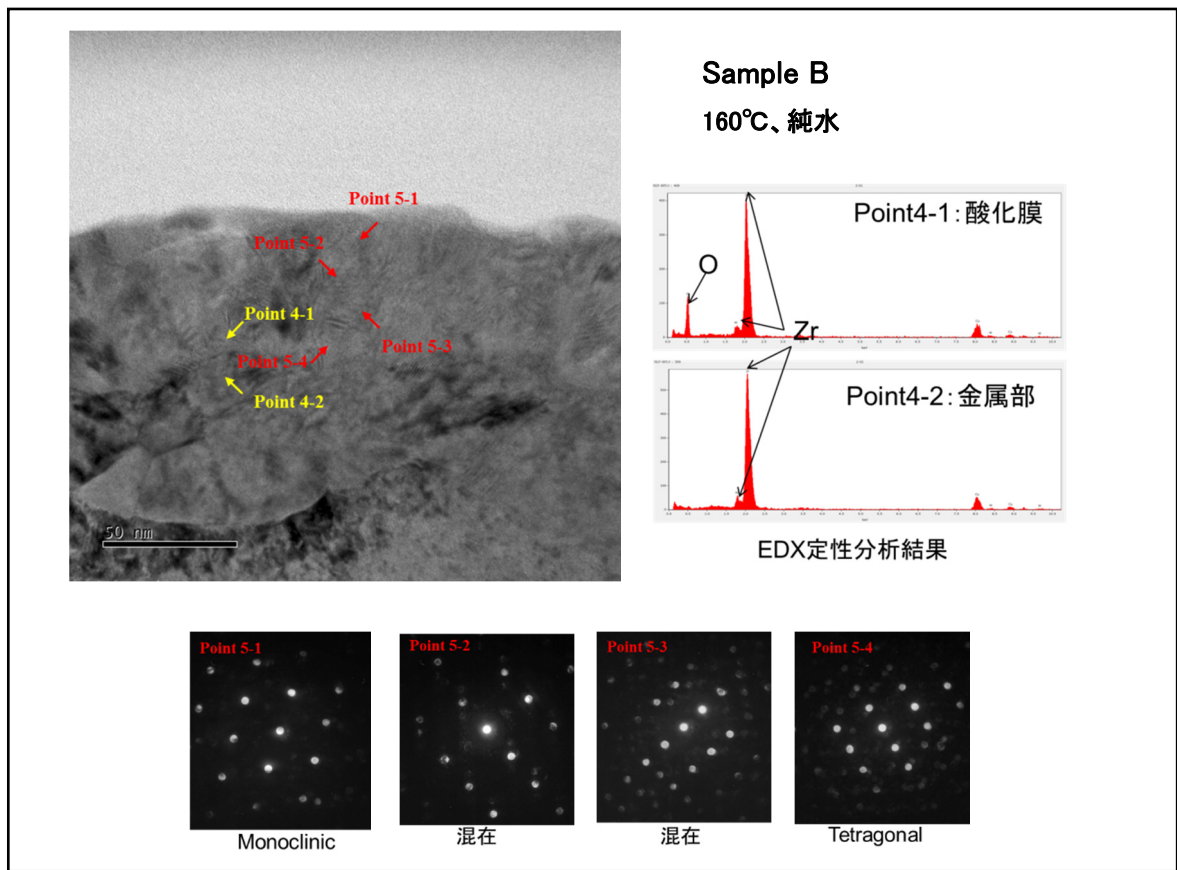 Sample B
160℃、純水
Point 5-1
Point 5-2
Point 4-1
Point 5-3
Point 5-4
Point 4-2
50 nm
Point4-1：酸化膜
O
Zr
Point4-2：金属部
EDX定性分析結果
Point 5-1
Point 5-2
Point 5-3
Point 5-4
Monoclinic
混在
混在
Tetragonal